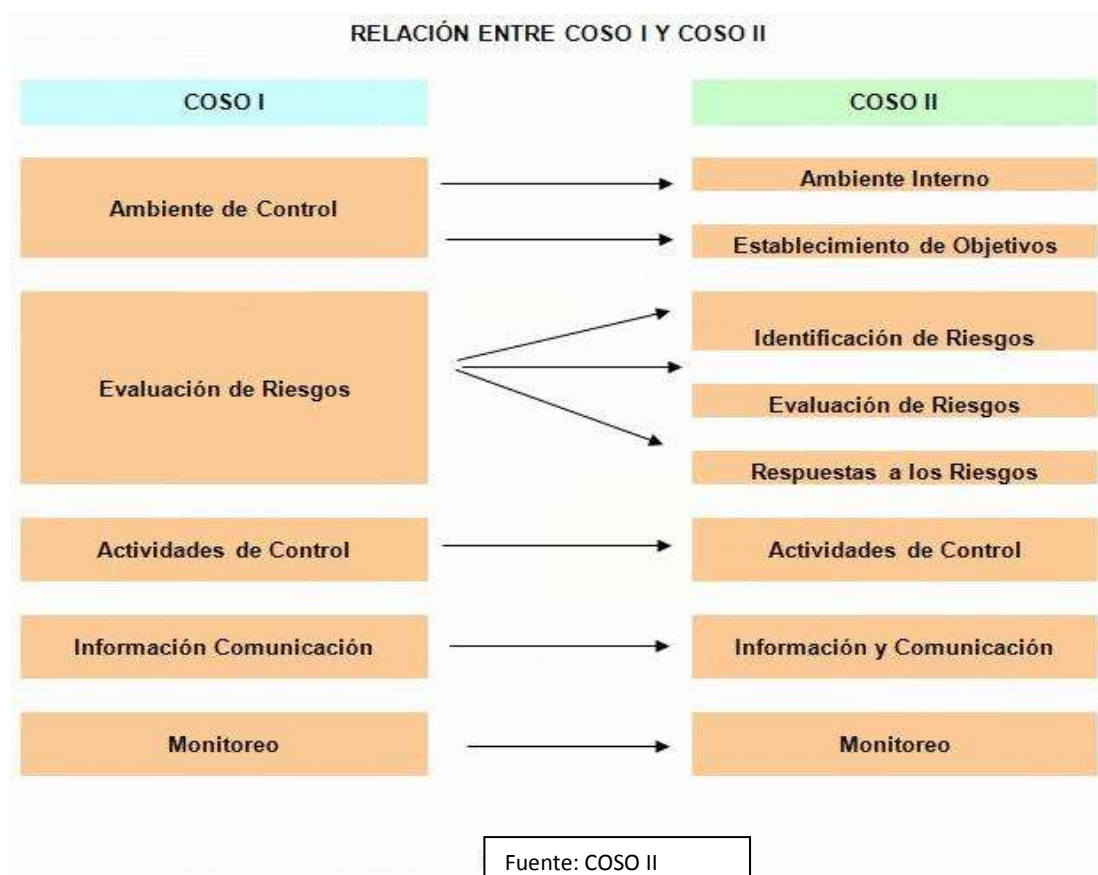 RELACIÓN ENTRE COSO I Y COSO II
COSO I
COSO II
Ambiente de Control
Ambiente Interno
Establecimiento de Objetivos
Evaluación de Riesgos
Identificación de Riesgos
Evaluación de Riesgos
Respuestas a los Riesgos
Actividades de Control
Actividades de Control
Información Comunicación
Información y Comunicación
Monitoreo
Monitoreo
Fuente: COSO II